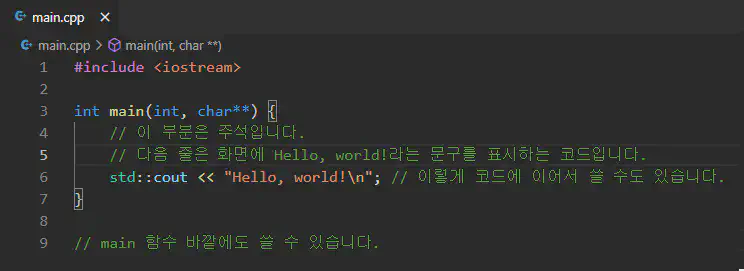 main.cpp ×
main.cpp > main(int, char **)
1 #include <iostream>
2
3 int main(int, char**) {
4 // 이 부분은 주석입니다.
5 // 다음 줄은 화면에 Hello, world!라는 문구를 표시하는 코드입니다.
6 std::cout << "Hello, world!\n"; // 이렇게 코드에 이어서 쓸 수도 있습니다.
7 }
8
9 // main 함수 바깥에도 쓸 수 있습니다.